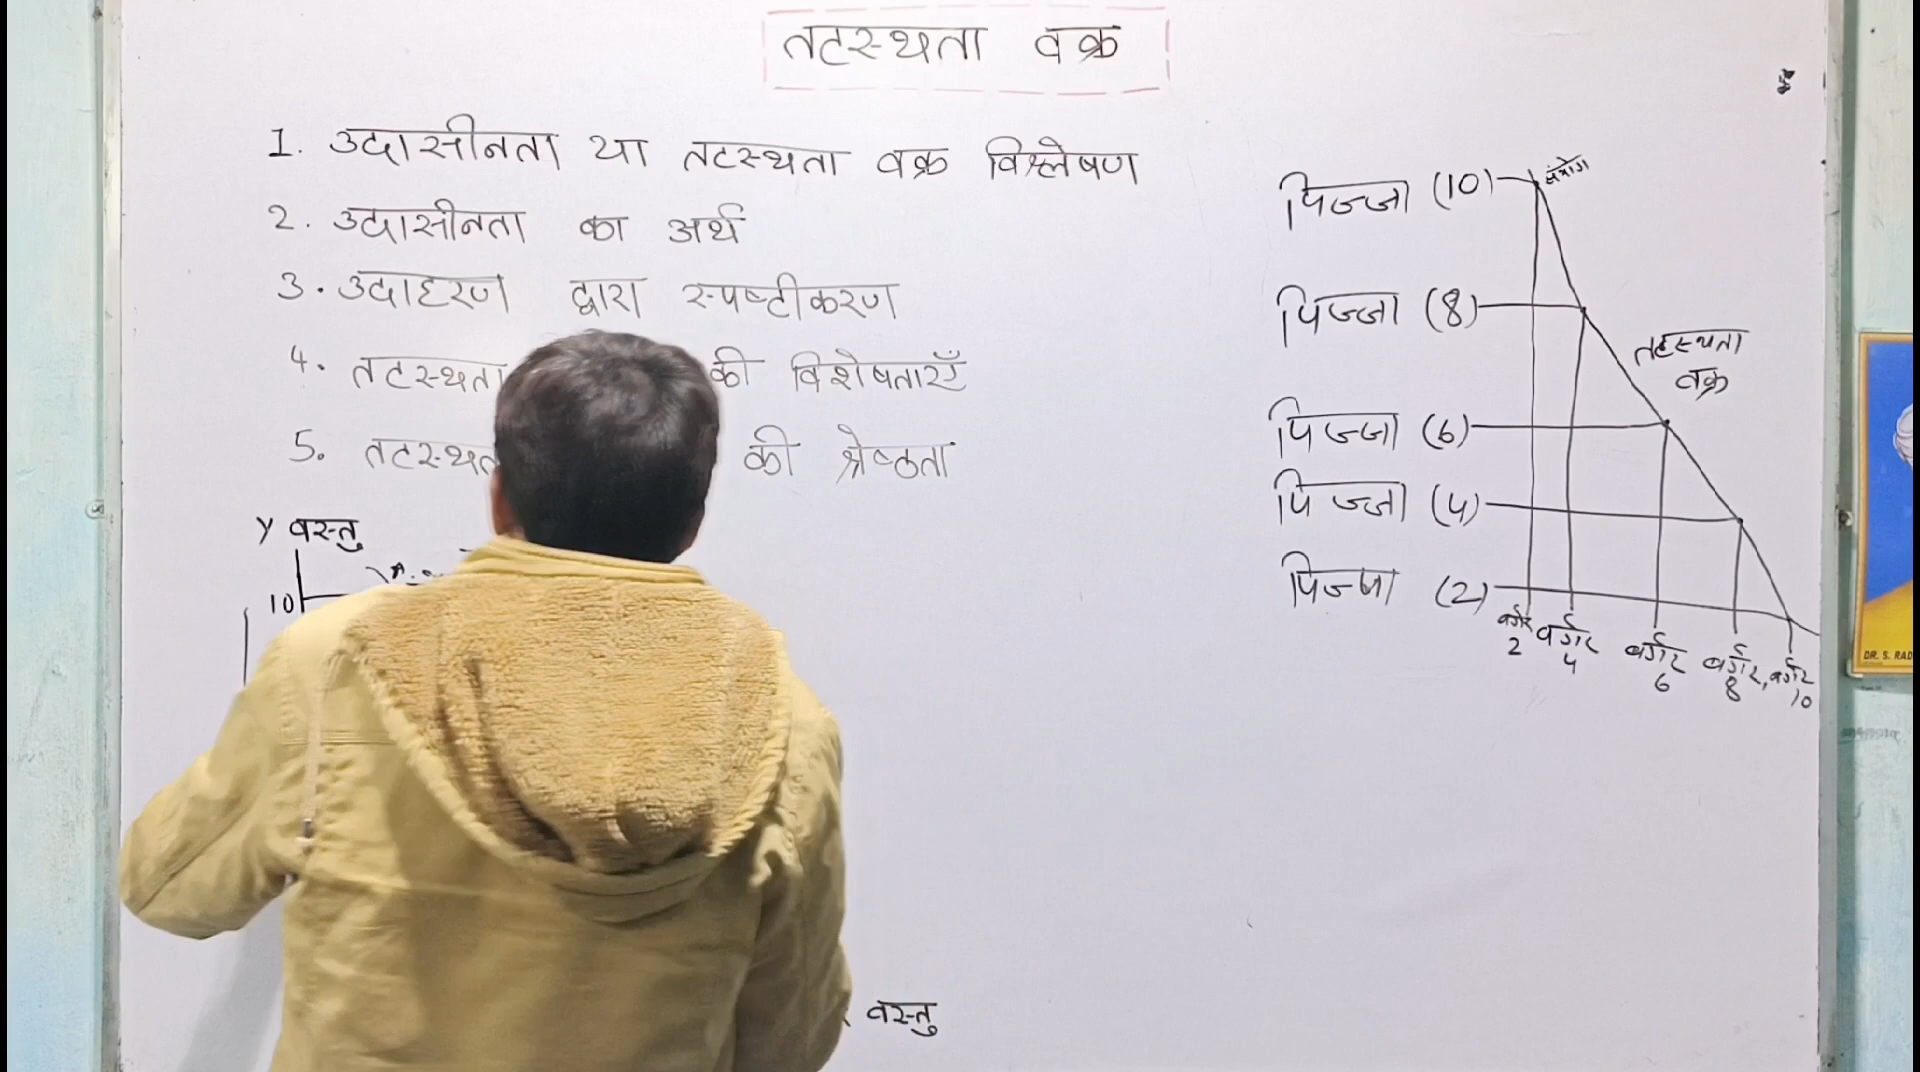 तटस्थता वक्र
1. उदासीनता या तटस्थता वक्र विश्लेषण
2. उदासीनता का अर्थ
3. उदाहरण द्वारा स्पष्टीकरण
4. तटस्थता की विशेषताएँ
5. की श्रेष्ठता
Y वस्तु
10
वस्तु
पिज्जा (10)
पिज्जा (8)
तटस्थता
वक्र
पिज्जा (6)
पिज्जा (4)
पिज्जा (2)
बर्गर बर्गर बर्गर बर्गर बर्गर
2 4 6 8 10
DR. S. RAD